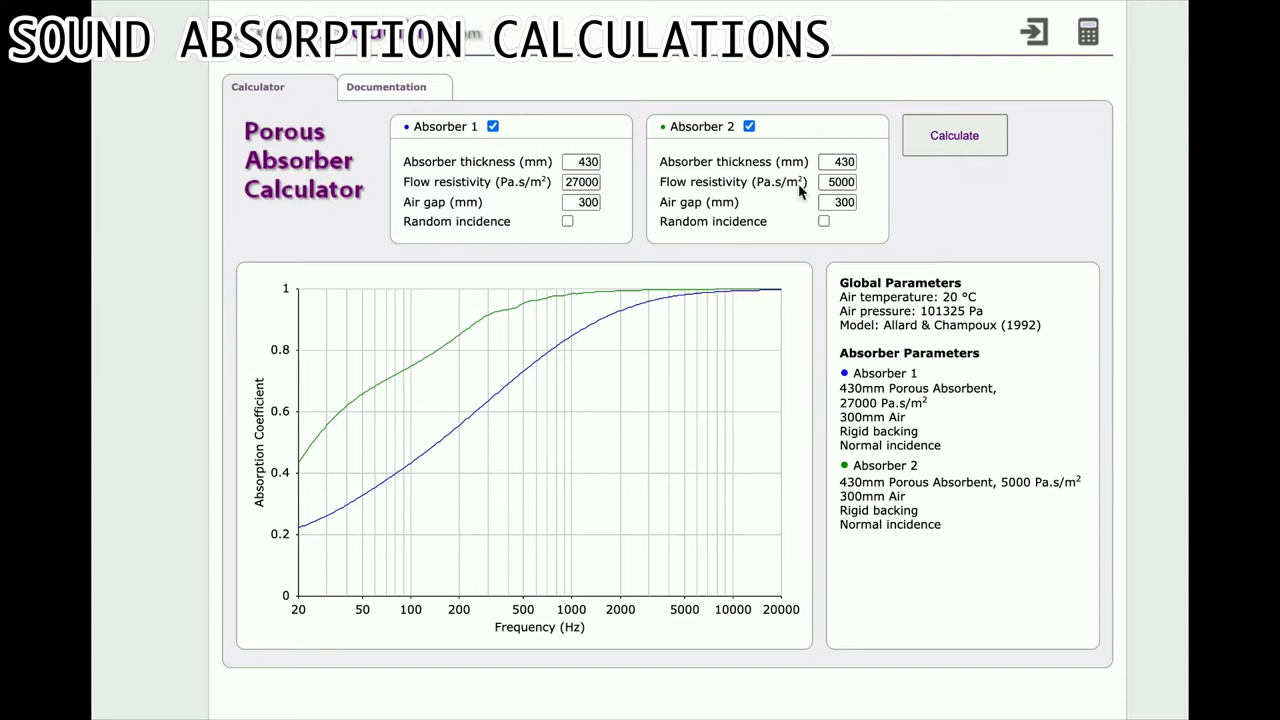 SOUND ABSORPTION CALCULATIONS
Calculator
Documentation
Porous
Absorber
Calculator
Absorber 1
Absorber thickness (mm) 430
Flow resistivity (Pa.s/m²) 27000
Air gap (mm) 300
Random incidence
Absorber 2
Absorber thickness (mm) 430
Flow resistivity (Pa.s/m²) 5000
Air gap (mm) 300
Random incidence
Calculate
Absorption Coefficient
1
0.8
0.6
0.4
0.2
0
20 50 100 200 500 1000 2000 5000 10000 20000
Frequency (Hz)
Global Parameters
Air temperature: 20 °C
Air pressure: 101325 Pa
Model: Allard & Champoux (1992)
Absorber Parameters
Absorber 1
430mm Porous Absorbent,
27000 Pa.s/m²
300mm Air
Rigid backing
Normal incidence
Absorber 2
430mm Porous Absorbent, 5000 Pa.s/m²
300mm Air
Rigid backing
Normal incidence